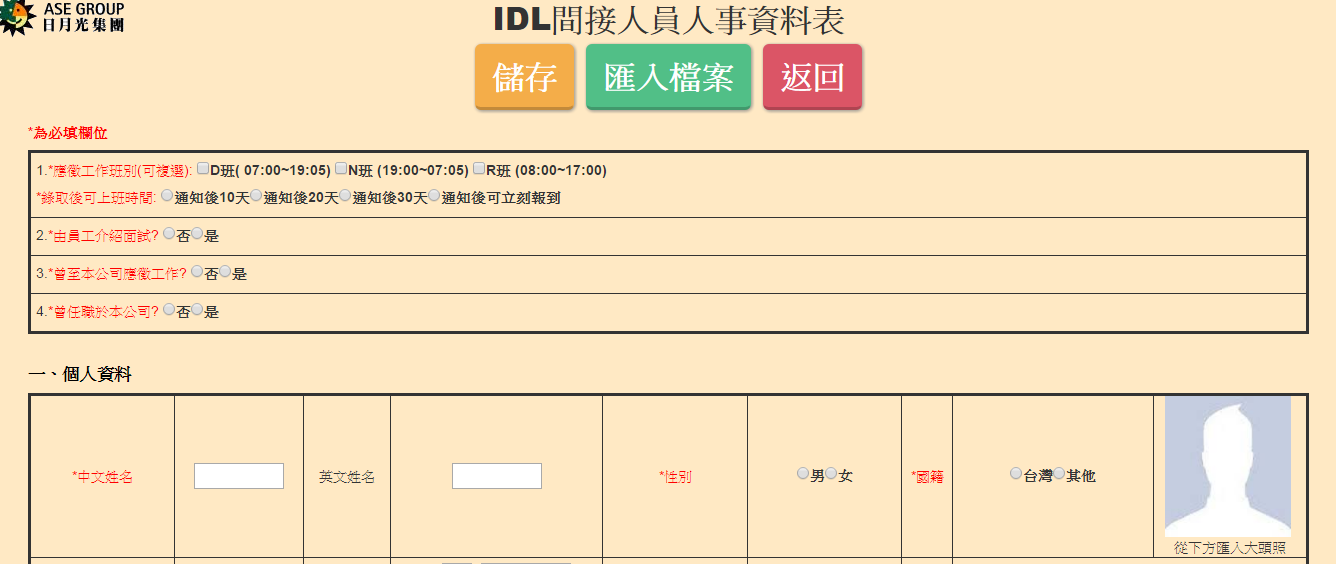 ASE GROUP
日月光集團
IDL間接人員人事資料表
儲存 匯入檔案 返回
*為必填欄位
1.*應徵工作班別(可複選): D班( 07:00~19:05) N班 (19:00~07:05) R班 (08:00~17:00)
*錄取後可上班時間: 通知後10天 通知後20天 通知後30天 通知後可立刻報到
2.*由員工介紹面試? 否 是
3.*曾至本公司應徵工作? 否 是
4.*曾任職於本公司? 否 是
一、個人資料
*中文姓名 英文姓名 *性別 男 女 *國籍 台灣 其他
從下方匯入大頭照